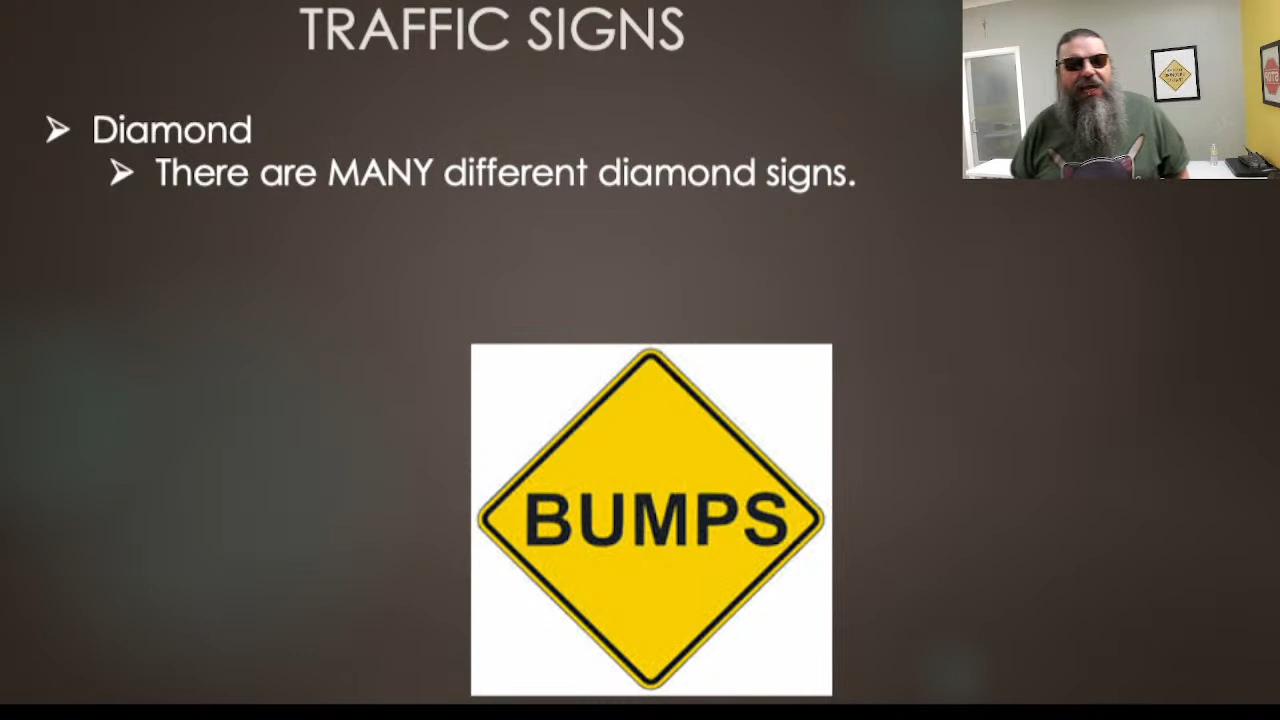 TRAFFIC SIGNS
Diamond
There are MANY different diamond signs.
BUMPS